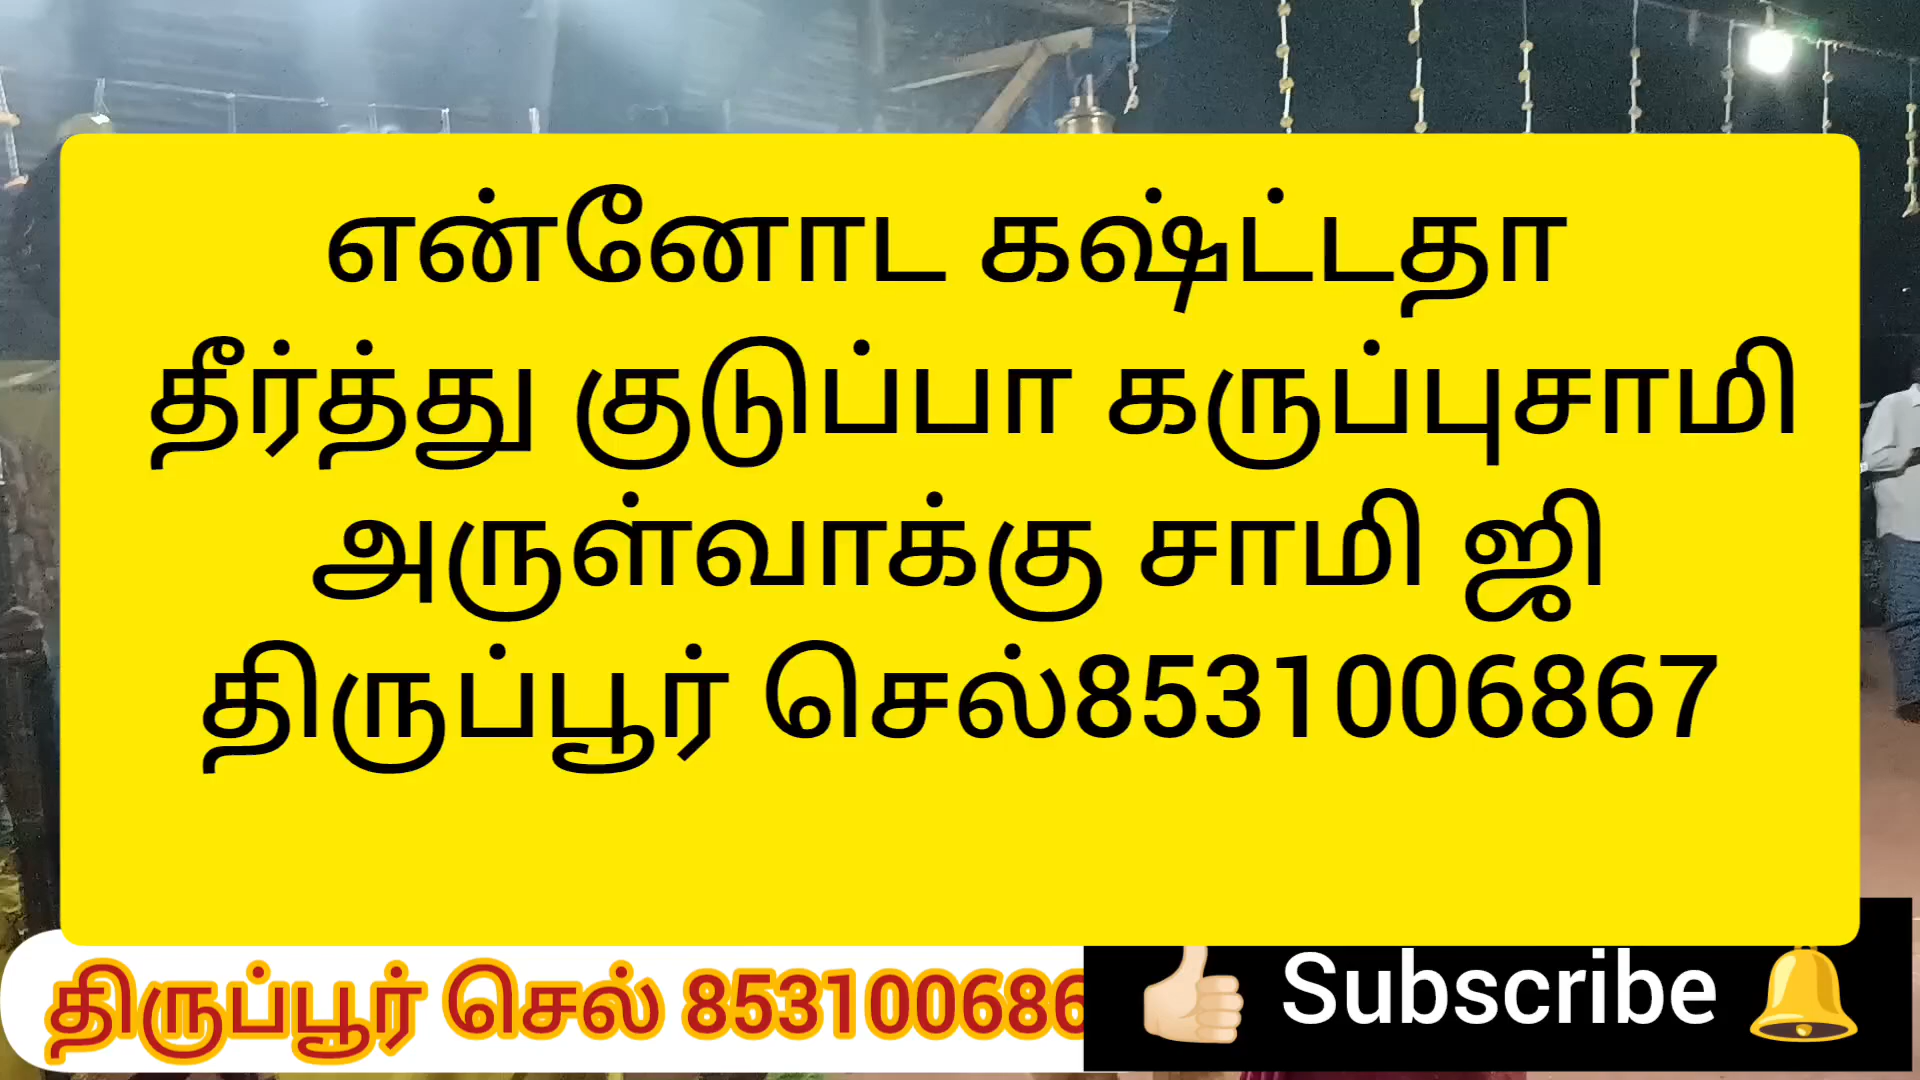 என்னோட கஷ்ட்டதா
தீர்த்து குடுப்பா கருப்புசாமி
அருள்வாக்கு சாமி ஜி
திருப்பூர் செல்8531006867
திருப்பூர் செல் 853100686
Subscribe